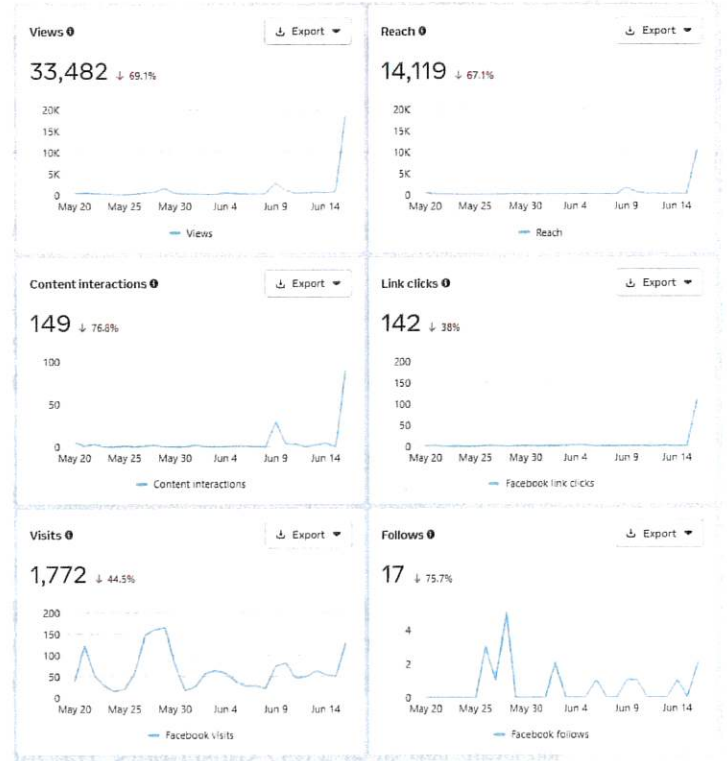 Views
Export
33,482 ↓ 69.1%
20K
15K
10K
5K
0
May 20 May 25 May 30 Jun 4 Jun 9 Jun 14
Views
Reach
Export
14,119 ↓ 67.1%
20K
15K
10K
5K
0
May 20 May 25 May 30 Jun 4 Jun 9 Jun 14
Reach
Content interactions
Export
149 ↓ 76.8%
100
50
0
May 20 May 25 May 30 Jun 4 Jun 9 Jun 14
Content interactions
Link clicks
Export
142 ↓ 38%
200
150
100
50
0
May 20 May 25 May 30 Jun 4 Jun 9 Jun 14
Facebook link clicks
Visits
Export
1,772 ↓ 44.5%
200
150
100
50
0
May 20 May 25 May 30 Jun 4 Jun 9 Jun 14
Facebook visits
Follows
Export
17 ↓ 75.7%
4
2
0
May 20 May 25 May 30 Jun 4 Jun 9 Jun 14
Facebook follows